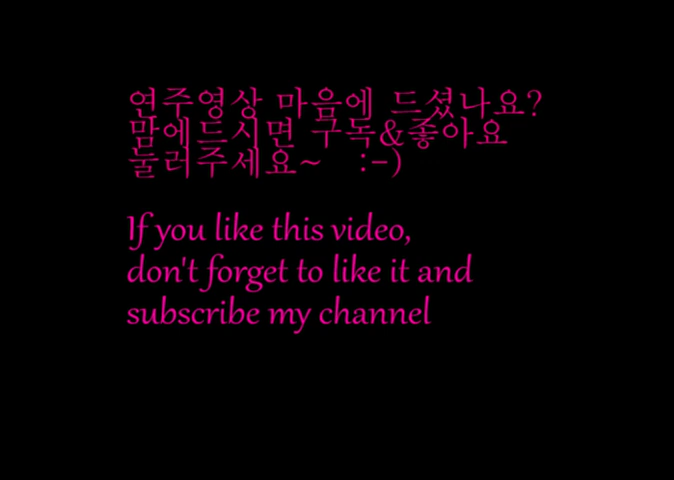 연주영상 마음에 드셨나요?
맘에드시면 구독&좋아요
눌러주세요~ :-)
If you like this video,
don't forget to like it and
subscribe my channel